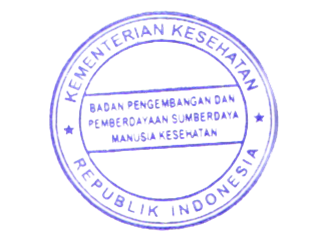 KEMENTERIAN KESEHATAN
BADAN PENGEMBANGAN DAN
PEMBERDAYAAN SUMBERDAYA
MANUSIA KESEHATAN
REPUBLIK INDONESIA